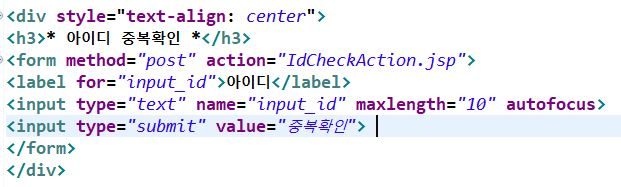 <div style="text-align: center">
<h3>* 아이디 중복확인 *</h3>
<form method="post" action="IdCheckAction.jsp">
<label for="input_id">아이디</label>
<input type="text" name="input_id" maxlength="10" autofocus>
<input type="submit" value="중복확인">
</form>
</div>